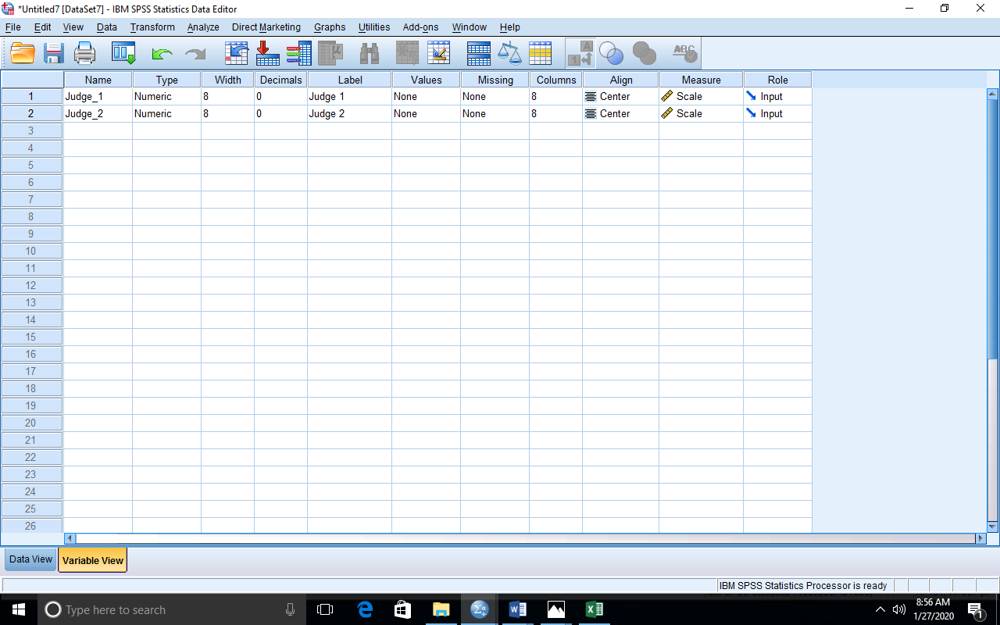 *Untitled7 [DataSet7] - IBM SPSS Statistics Data Editor
File Edit View Data Transform Analyze Direct Marketing Graphs Utilities Add-ons Window Help
Name Type Width Decimals Label Values Missing Columns Align Measure Role
1 Judge_1 Numeric 8 0 Judge 1 None None 8 Center Scale Input
2 Judge_2 Numeric 8 0 Judge 2 None None 8 Center Scale Input
3
4
5
6
7
8
9
10
11
12
13
14
15
16
17
18
19
20
21
22
23
24
25
26
Data View Variable View
IBM SPSS Statistics Processor is ready
Type here to search
8:56 AM
1/27/2020
1